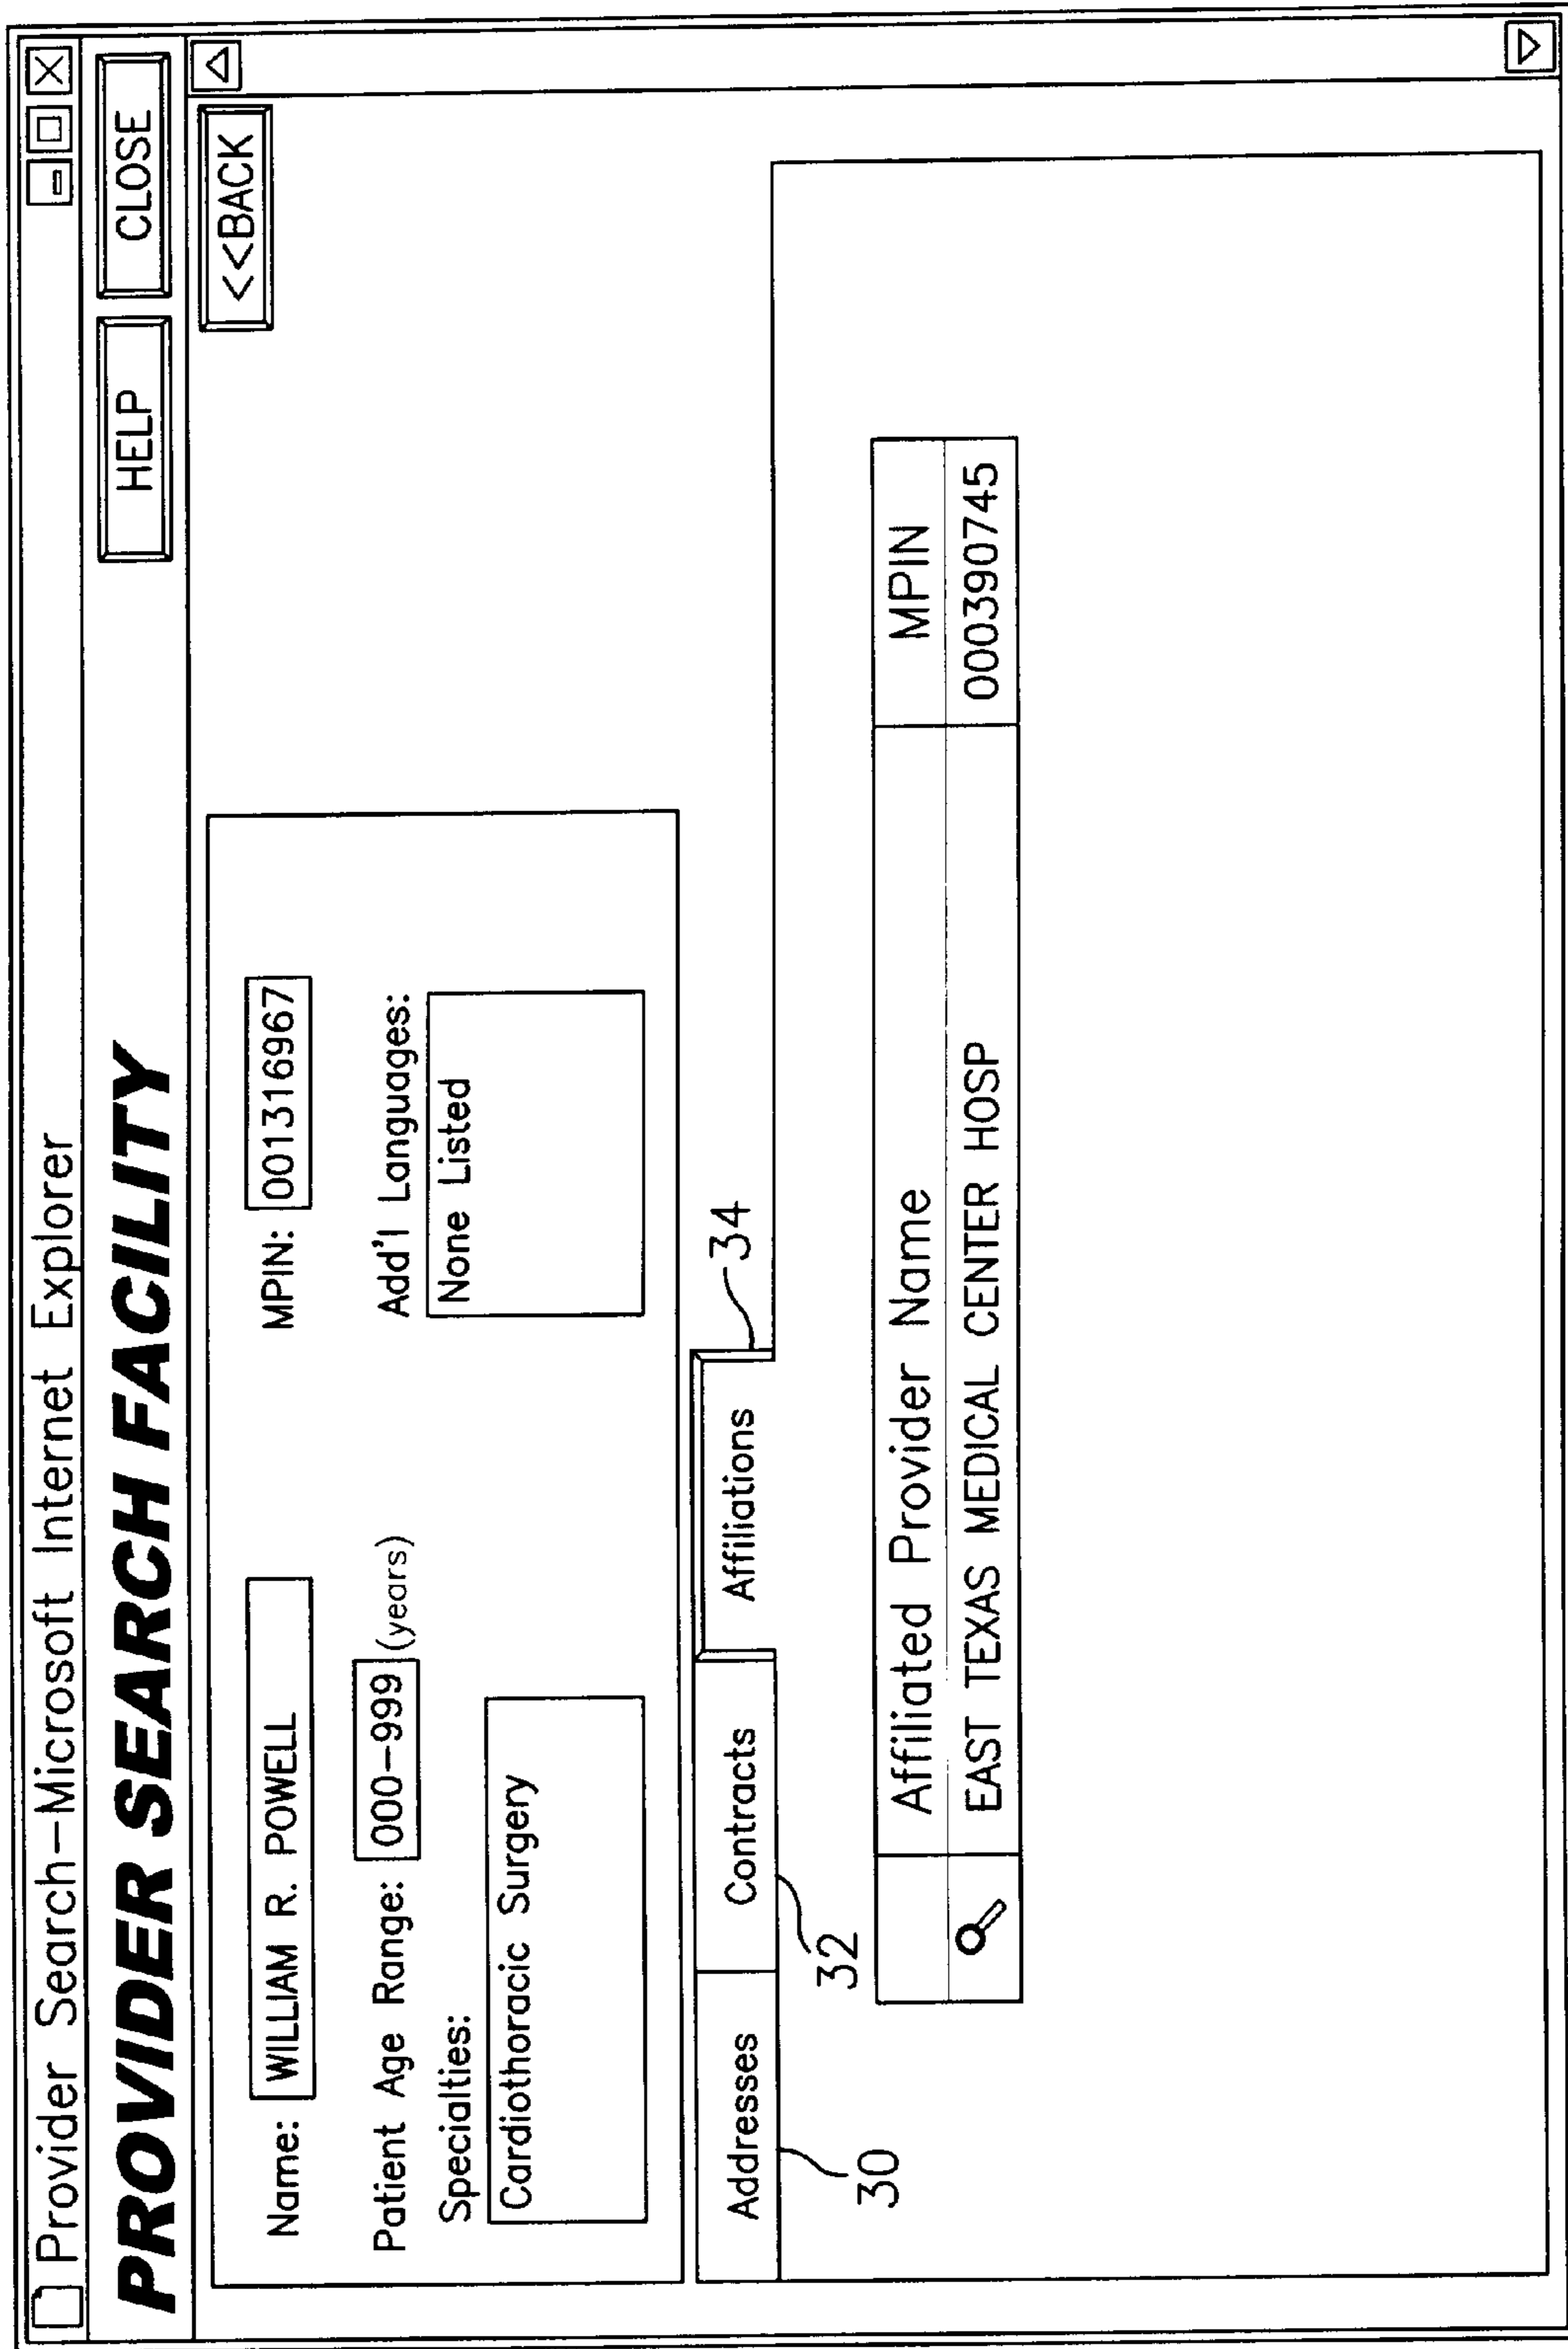 Provider Search-Microsoft Internet Explorer
PROVIDER SEARCH FACILITY
HELP
CLOSE
<<BACK
Name: WILLIAM R. POWELL
MPIN: 001316967
Patient Age Range: 000-999 (years)
Add'l Languages:
None Listed
Specialties:
Cardiothoracic Surgery
Addresses
Contracts
Affiliations
34
30
32
Affiliated Provider Name MPIN
EAST TEXAS MEDICAL CENTER HOSP 000390745